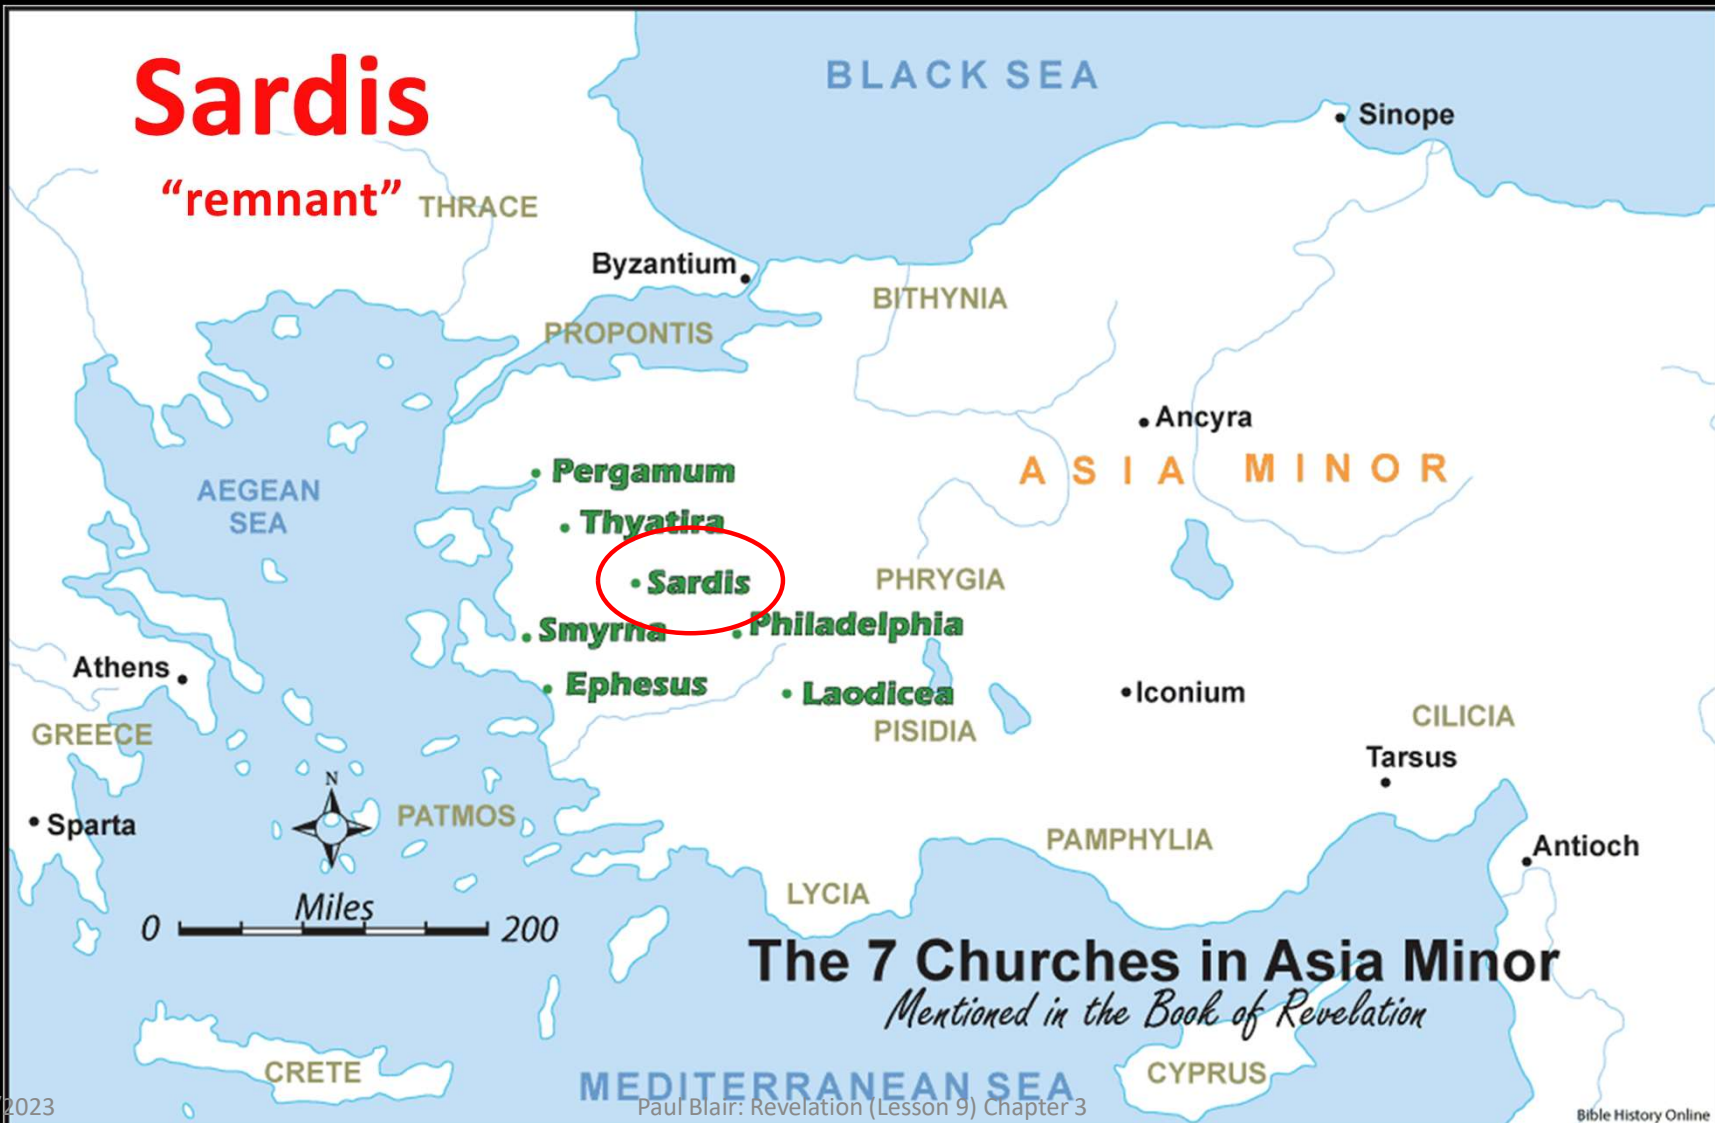 Sardis
“remnant”
BLACK SEA
Sinope
THRACE
Byzantium
BITHYNIA
PROPONTIS
Ancyra
ASIA MINOR
Pergamum
AEGEAN
SEA
Thyatira
Sardis
PHRYGIA
Smyrna
Philadelphia
Athens
Ephesus
Laodicea
Iconium
GREECE
PISIDIA
CILICIA
Tarsus
N
PATMOS
Sparta
PAMPHYLIA
Antioch
LYCIA
Miles
0 200
The 7 Churches in Asia Minor
Mentioned in the Book of Revelation
CRETE
MEDITERRANEAN SEA
CYPRUS
/2023
Paul Blair: Revelation (Lesson 9) Chapter 3
Bible History Online